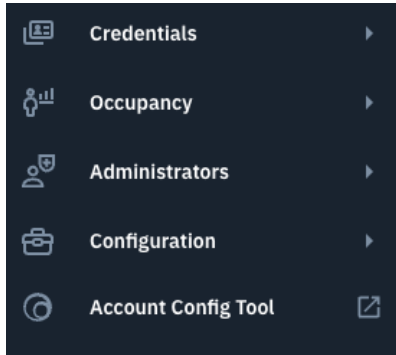 Credentials
Occupancy
Administrators
Configuration
Account Config Tool